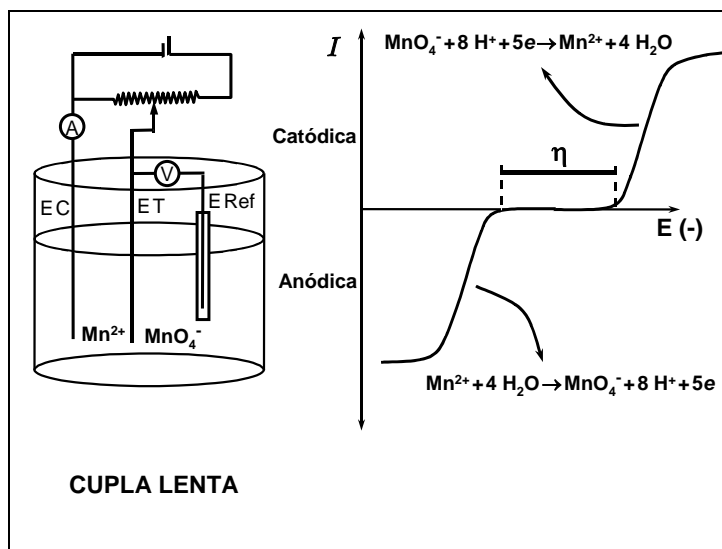 I
MnO₄⁻+8 H⁺+5e→Mn²⁺+4 H₂O
A
Catódica
η
V
EC
ET
ERef
E (-)
Anódica
Mn²⁺
MnO₄⁻
Mn²⁺+4 H₂O→MnO₄⁻+8 H⁺+5e
CUPLA LENTA